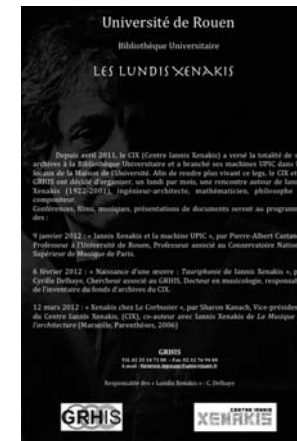 Université de Rouen
Bibliothèque Universitaire
LES LUNDIS XENAKIS
Depuis avril 2011, le CIX (Centre Iannis Xenakis) a versé la totalité de
archives à la Bibliothèque Universitaire et a branché ses machines UPIC dans
locaux de la Maison de l'Université. Afin de rendre plus vivant ce legs, le CIX et
GRHIS ont décidé d'organiser, un lundi par mois, une rencontre autour de Iannis
Xenakis (1922-2001), ingénieur-architecte, mathématicien, philosophe
compositeur.
Conférences, films, musiques, présentations de documents seront au programme
des :
9 janvier 2012 : « Iannis Xenakis et la machine UPIC », par Pierre-Albert Castanet
Professeur à l'Université de Rouen, Professeur associé au Conservatoire National
Supérieur de Musique de Paris.
6 février 2012 : « Naissance d'une œuvre : Tauriphanie de Iannis Xenakis »,
Cyrille Delhaye, Chercheur associé au GRHIS, Docteur en musicologie, responsable
de l'inventaire du fonds d'archives du CIX.
12 mars 2012 : « Xenakis chez Le Corbusier », par Sharon Kanach, Vice-présidente
du Centre Iannis Xenakis, (CIX), co-auteur avec Iannis Xenakis de Le Musique
l'architecture (Marseille, Parenthèses, 2006)
GRHIS
Responsable des « Lundis Xenakis » : C. Delhaye
GRHIS
CENTRE IANNIS
XENAKIS